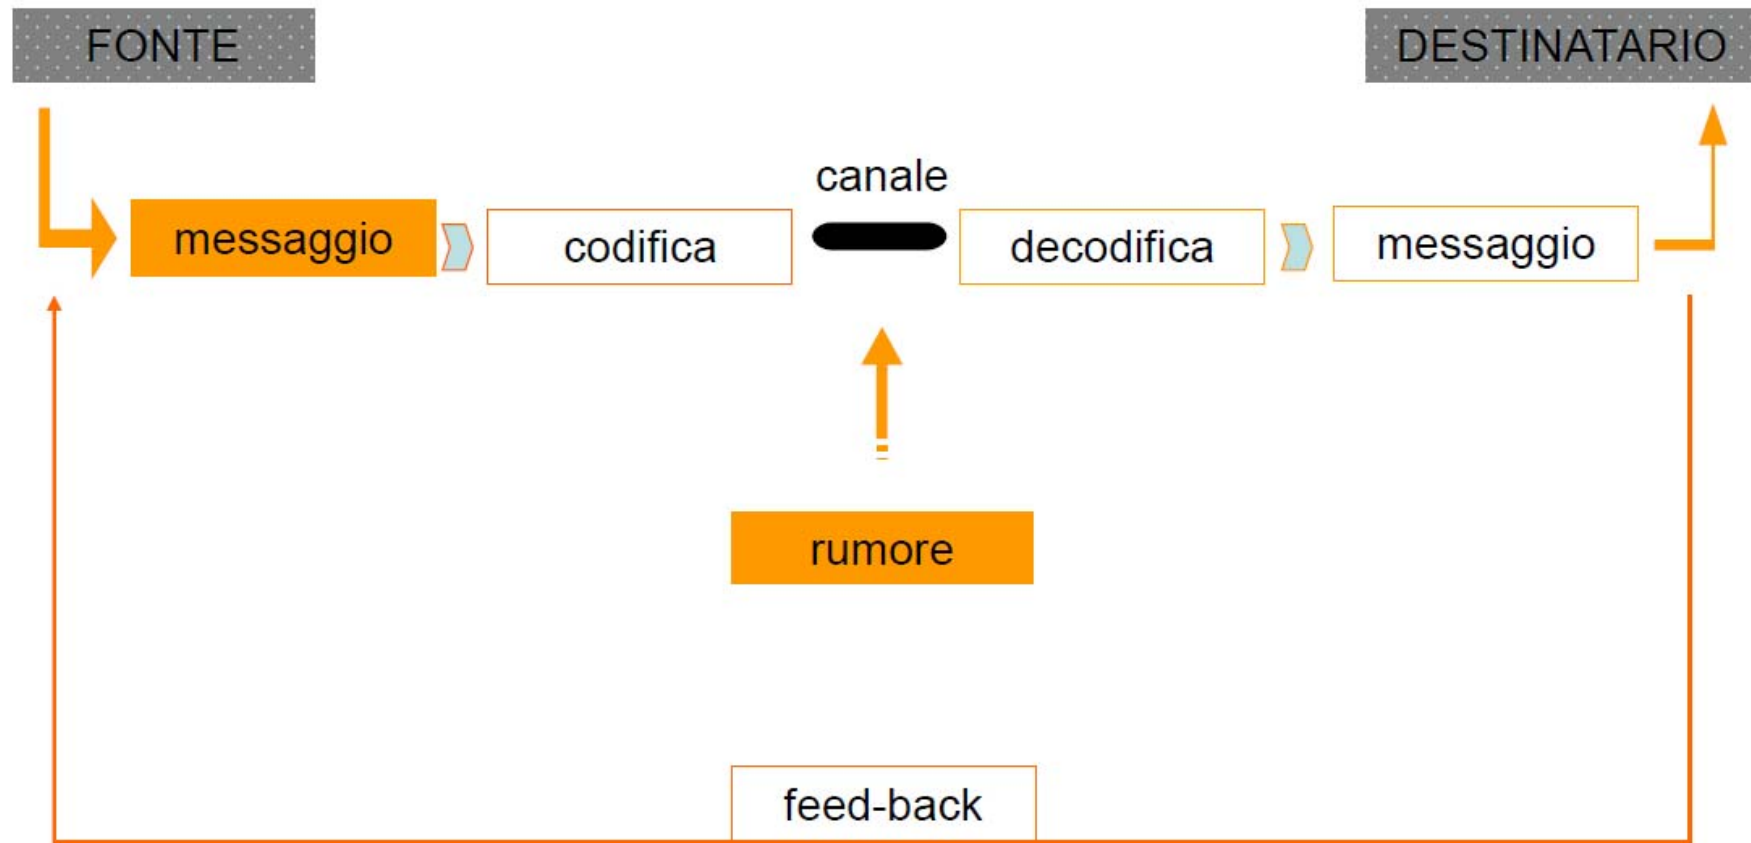 FONTE
DESTINATARIO
canale
messaggio
codifica
decodifica
messaggio
rumore
feed-back